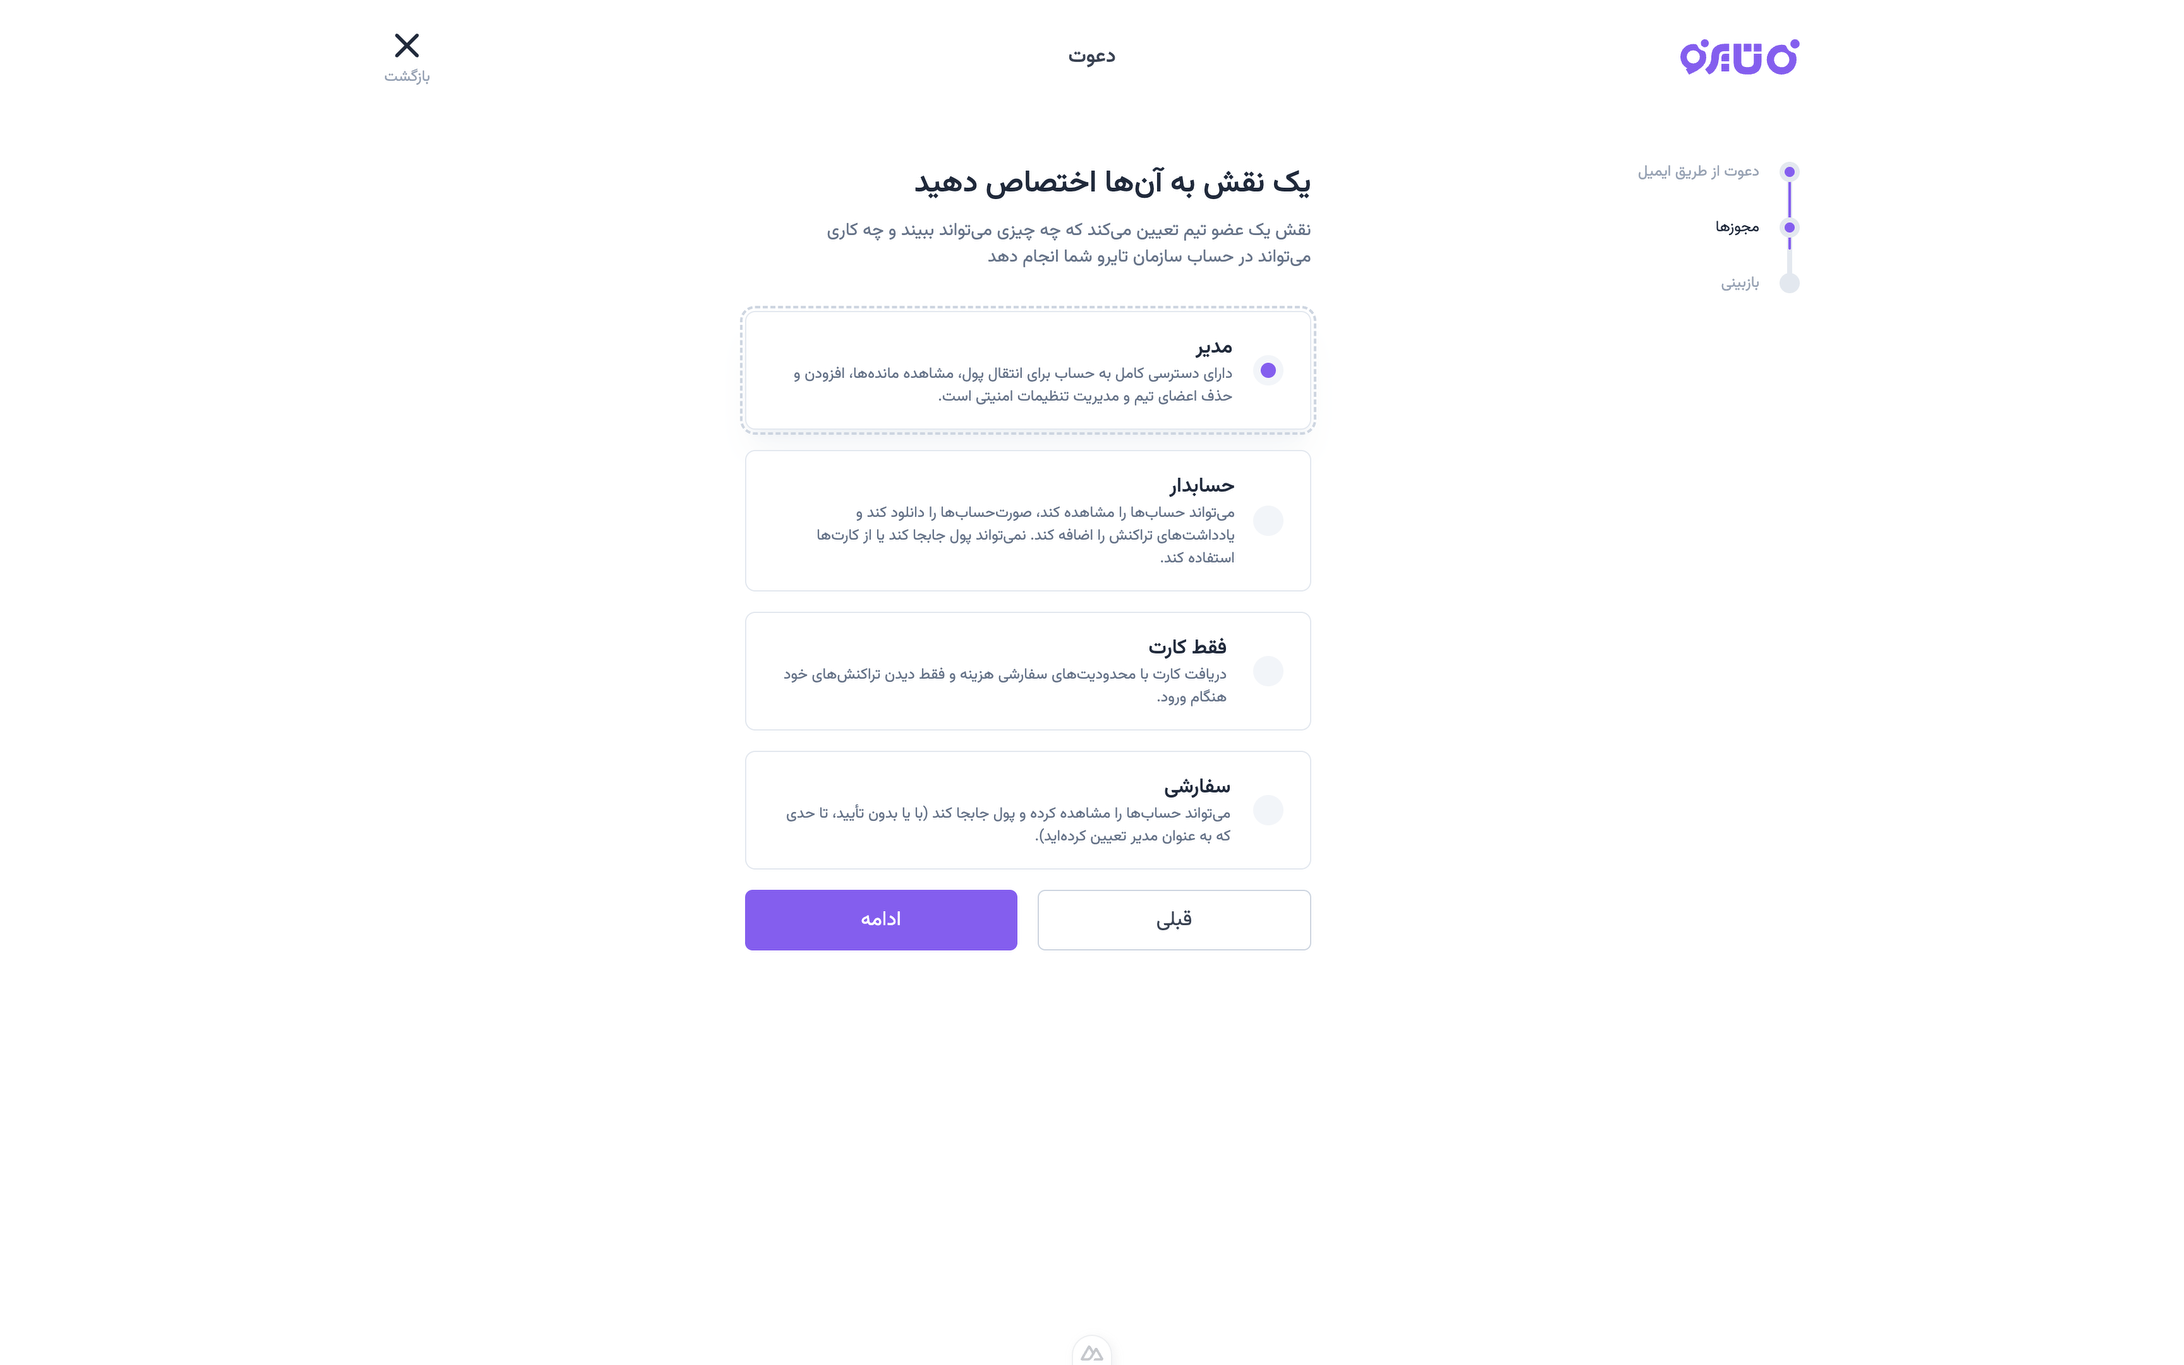 تایرو
دعوت
بازگشت
دعوت از طریق ایمیل
مجوزها
بازبینی
یک نقش به آن‌ها اختصاص دهید
نقش یک عضو تیم تعیین می‌کند که چه چیزی می‌تواند ببیند و چه کاری
می‌تواند در حساب سازمان تایرو شما انجام دهد
مدیر
دارای دسترسی کامل به حساب برای انتقال پول، مشاهده مانده‌ها، افزودن و
حذف اعضای تیم و مدیریت تنظیمات امنیتی است.
حسابدار
می‌تواند حساب‌ها را مشاهده کند، صورت‌حساب‌ها را دانلود کند و
یادداشت‌های تراکنش را اضافه کند. نمی‌تواند پول جابجا کند یا از کارت‌ها
استفاده کند.
فقط کارت
دریافت کارت با محدودیت‌های سفارشی هزینه و فقط دیدن تراکنش‌های خود
هنگام ورود.
سفارشی
می‌تواند حساب‌ها را مشاهده کرده و پول جابجا کند (با یا بدون تأیید، تا حدی
که به عنوان مدیر تعیین کرده‌اید).
قبلی
ادامه